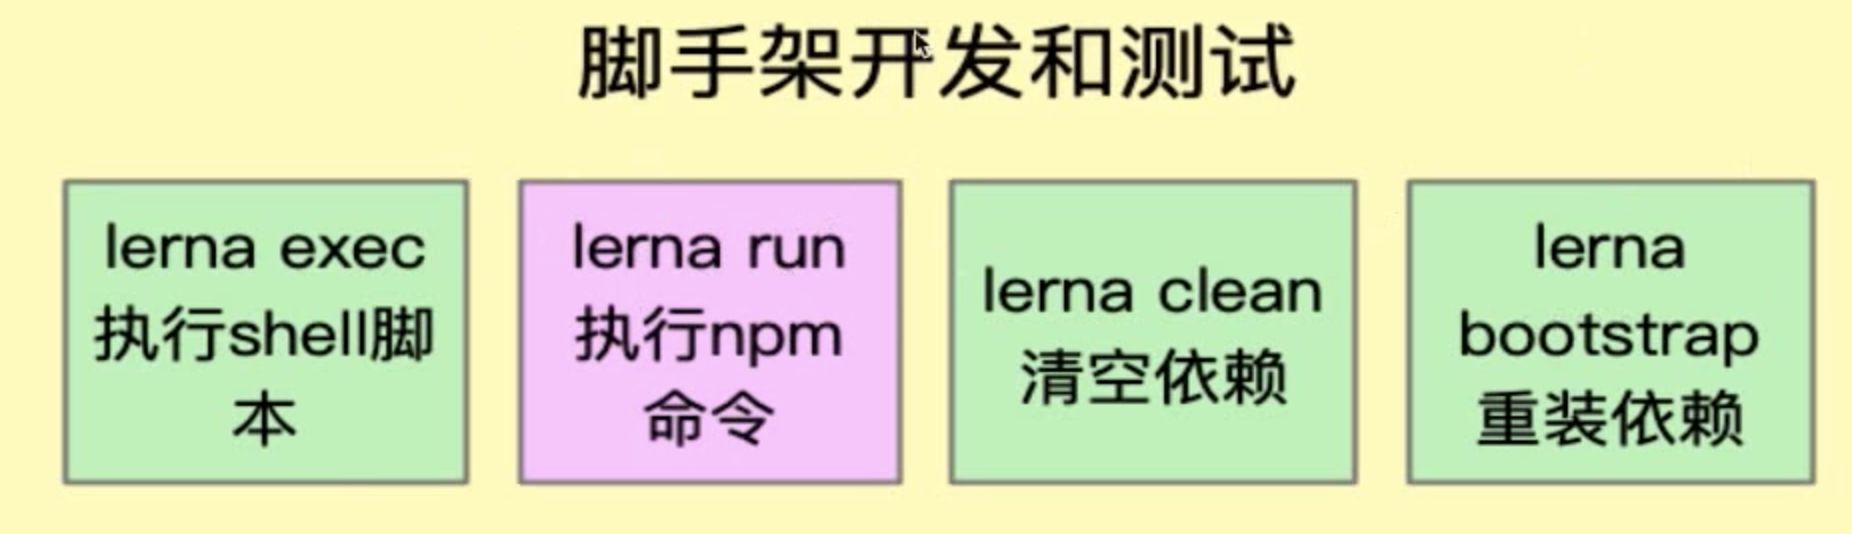 脚手架开发和测试
lerna exec
执行shell脚
本
lerna run
执行npm
命令
lerna clean
清空依赖
lerna
bootstrap
重装依赖